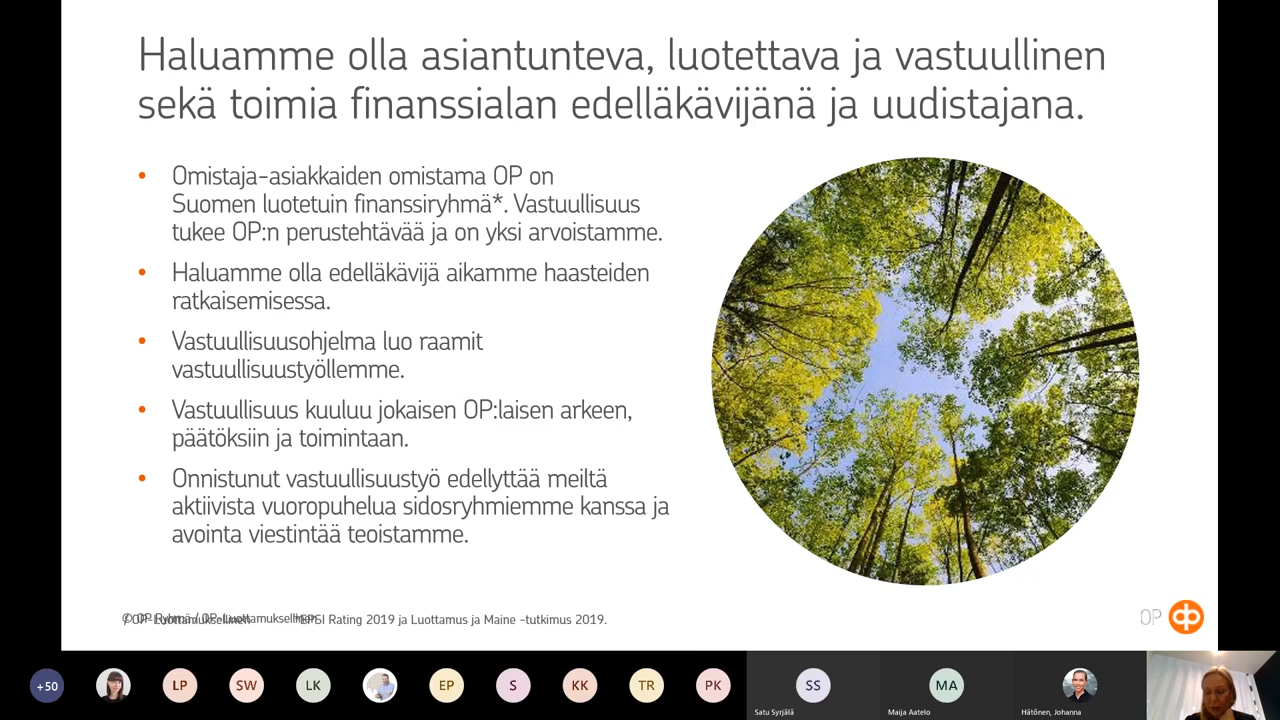 Haluamme olla asiantunteva, luotettava ja vastuullinen
sekä toimia finanssialan edelläkävijänä ja uudistajana.
• Omistaja-asiakkaiden omistama OP on
Suomen luotetuin finanssiryhmä*. Vastuullisuus
tukee OP:n perustehtävää ja on yksi arvoistamme.
• Haluamme olla edelläkävijä aikamme haasteiden
ratkaisemisessa.
• Vastuullisuusohjelma luo raamit
vastuullisuustyöllemme.
• Vastuullisuus kuuluu jokaisen OP:laisen arkeen,
päätöksiin ja toimintaan.
• Onnistunut vastuullisuustyö edellyttää meiltä
aktiivista vuoropuhelua sidosryhmiemme kanssa ja
avointa viestintää teoistamme.
© OP Ryhmä / OP-Luottamuksellinen
Rating 2019 ja Luottamus ja Maine -tutkimus 2019.
OP
+50
LP
SW
LK
EP
S
KK
TR
PK
SS
MA
Satu Syrjälä
Maija Aatelo
Hätönen, Johanna